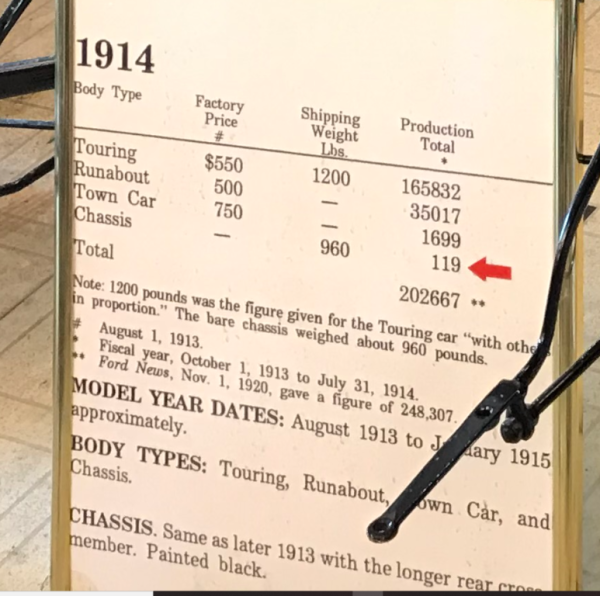 1914
Body Type Factory Price # Shipping Weight Lbs. Production Total *
Touring $550 1200 165832
Runabout 500 — 35017
Town Car 750 — 1699
Chassis — 960 119
Total 202667 **
Note: 1200 pounds was the figure given for the Touring car “with
in proportion.” The bare chassis weighed about 960 pounds.
# August 1, 1913.
* Fiscal year, October 1, 1913 to July 31, 1914.
** Ford News, Nov. 1, 1920, gave a figure of 248,307.
MODEL YEAR DATES: August 1913 to 1915
approximately.
BODY TYPES: Touring, Runabout, Car, and
Chassis.
CHASSIS. Same as later 1913 with the longer rear
member. Painted black.